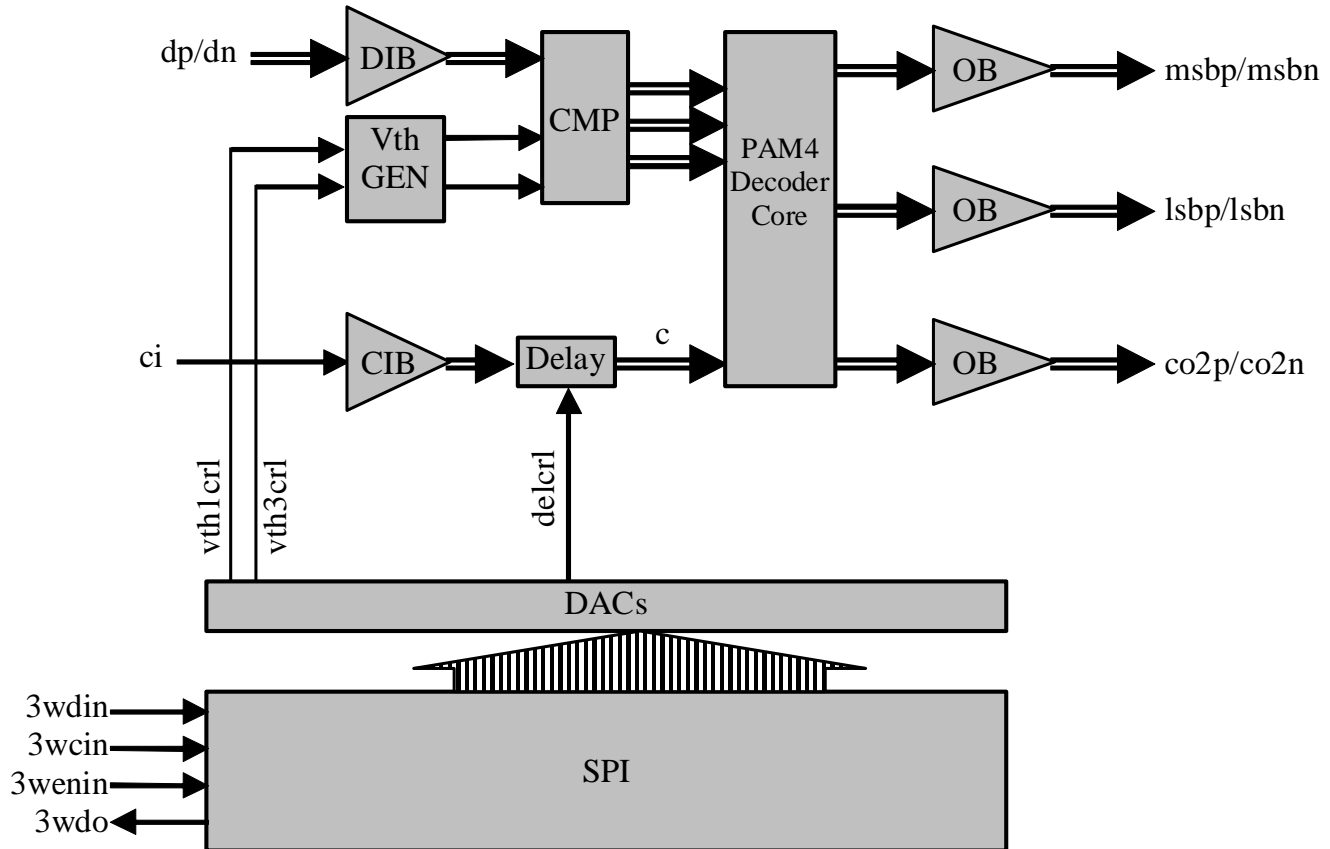 dp/dn
DIB
CMP
PAM4
Decoder
Core
OB
msbp/msbn
Vth
GEN
OB
lsbp/lsbn
ci
CIB
Delay
c
OB
co2p/co2n
vth1crl
vth3crl
delcrl
DACs
3wdin
3wcin
3wenin
3wdo
SPI